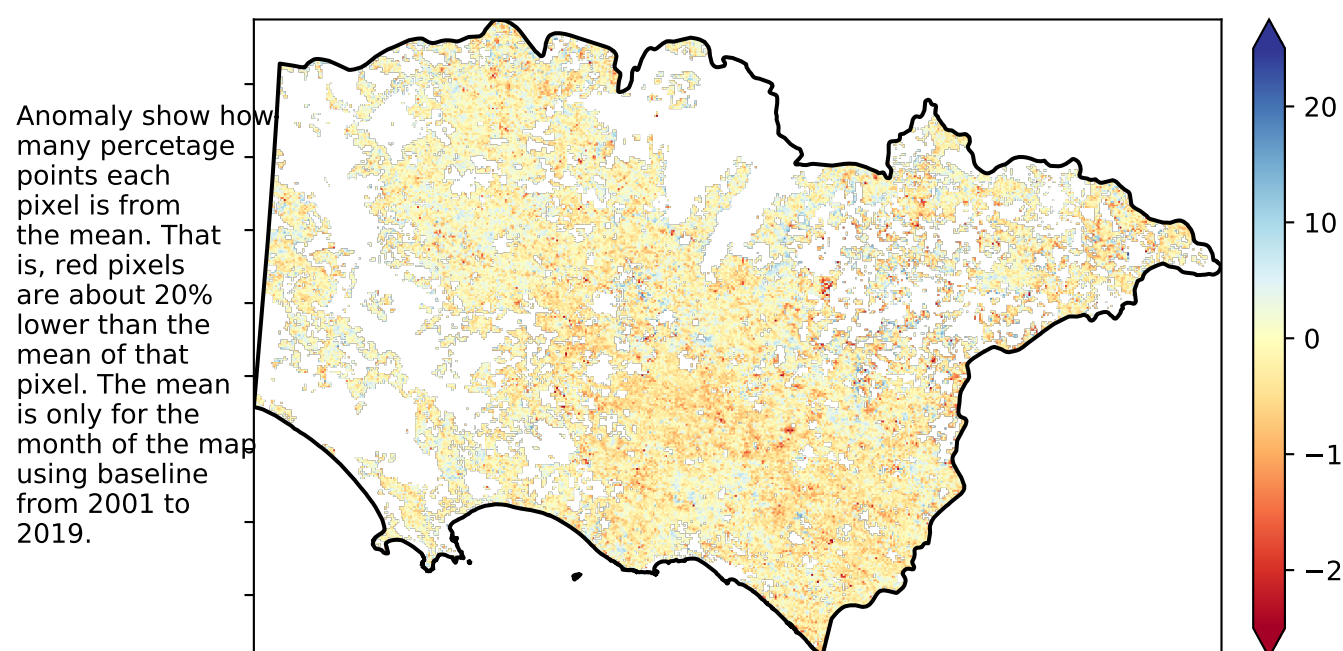 Anomaly show how
many percetage
points each
pixel is from
the mean. That
is, red pixels
are about 20%
lower than the
mean of that
pixel. The mean
is only for the
month of the map
using baseline
from 2001 to
2019.
20
10
0
−1
−2